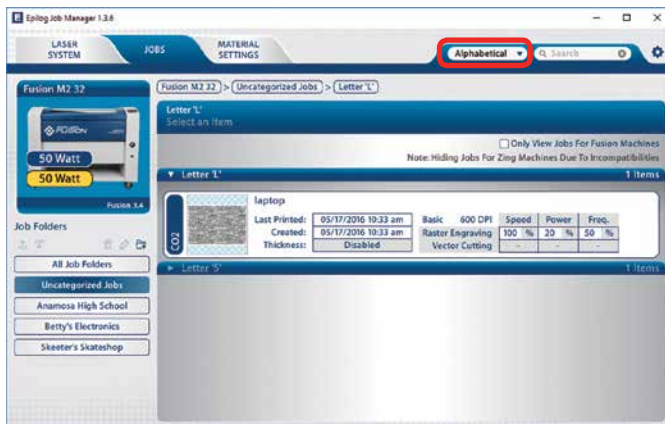 Epilog Job Manager 1.3.6
LASER SYSTEM
JOBS
MATERIAL SETTINGS
Alphabetical
Search
Fusion M2 32
Fusion M2 32 > Uncategorized Jobs > Letter 'L'
Letter 'L'
Select an Item
FUSION
Only View Jobs For Fusion Machines
Note: Hiding Jobs For Zing Machines Due To Incompatibilities
50 Watt
50 Watt
Fusion 3.4
Letter 'L' 1 Items
CO2
laptop
Last Printed: 05/17/2016 10:33 am Basic 600 DPI Speed Power Freq.
Created: 05/17/2016 10:33 am Raster Engraving 100 % 20 % 50 %
Thickness: Disabled Vector Cutting - - -
Letter 'S' 1 Items
Job Folders
All Job Folders
Uncategorized Jobs
Anamosa High School
Betty's Electronics
Skeeter's Skateshop